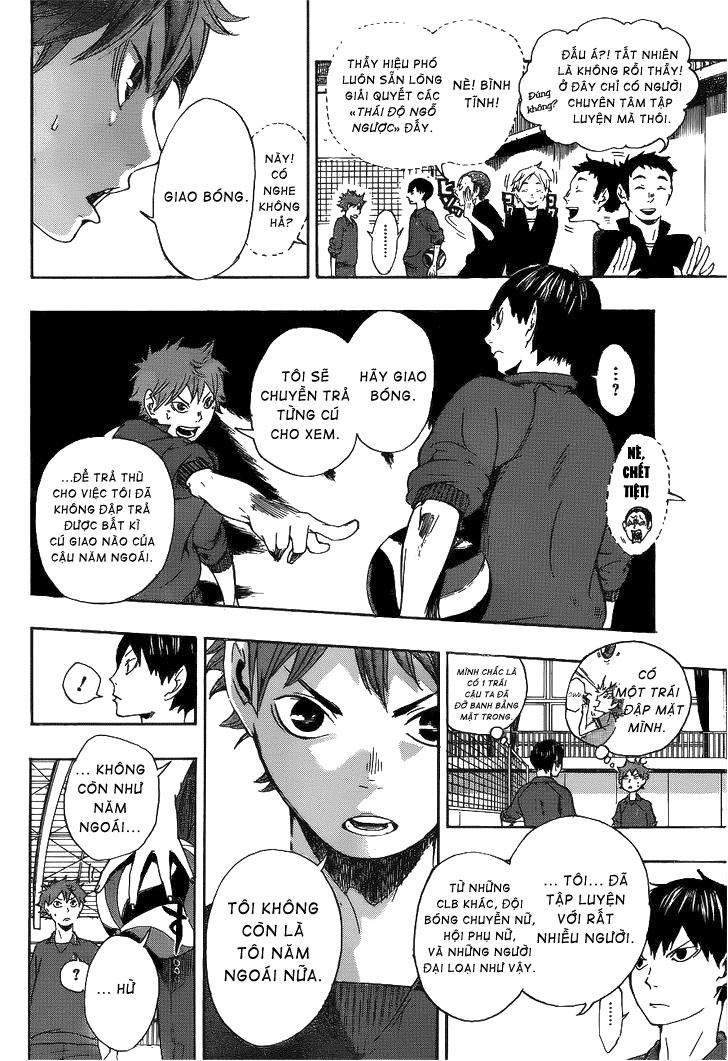 ĐẤU Á?! TẤT NHIÊN
LÀ KHÔNG RỒI THẦY!
Ở ĐÂY CHỈ CÓ NGƯỜI
CHUYÊN TÂM TẬP
LUYỆN MÀ THÔI.
Đúng
không?
NÈ! BÌNH
TĨNH!
THẦY HIỆU PHÓ
LUÔN SẴN LÒNG
GIẢI QUYẾT CÁC
«THÁI ĐỘ NGỖ
NGƯỢC» ĐẤY.
......
NÀY!
CÓ
NGHE
KHÔNG
HẢ?
GIAO BÓNG.
...
?
NÈ,
CHẾT
TIỆT!
HÃY GIAO
BÓNG.
TÔI SẼ
CHUYỀN TRẢ
TỪNG CÚ
CHO XEM.
...ĐỂ TRẢ THÙ
CHO VIỆC TÔI ĐÃ
KHÔNG ĐẬP TRẢ
ĐƯỢC BẤT KÌ
CÚ GIAO NÀO CỦA
CẬU NĂM NGOÁI.
CÓ
MỘT TRÁI
ĐẬP MẶT
MÌNH.
MÌNH CHẮC LÀ
CÓ 1 TRÁI
CẬU TA ĐÃ
ĐỠ BANH BẰNG
MẶT TRONG.
... TÔI... ĐÃ
TẬP LUYỆN
VỚI RẤT
NHIỀU NGƯỜI.
TỪ NHỮNG
CLB KHÁC, ĐỘI
BÓNG CHUYỀN NỮ,
HỘI PHỤ NỮ,
VÀ NHỮNG NGƯỜI
ĐẠI LOẠI NHƯ VẬY.
......
TÔI KHÔNG
CÒN LÀ
TÔI NĂM
NGOÁI NỮA.
!
... KHÔNG
CÒN NHƯ
NĂM
NGOÁI...
?
... HỪ